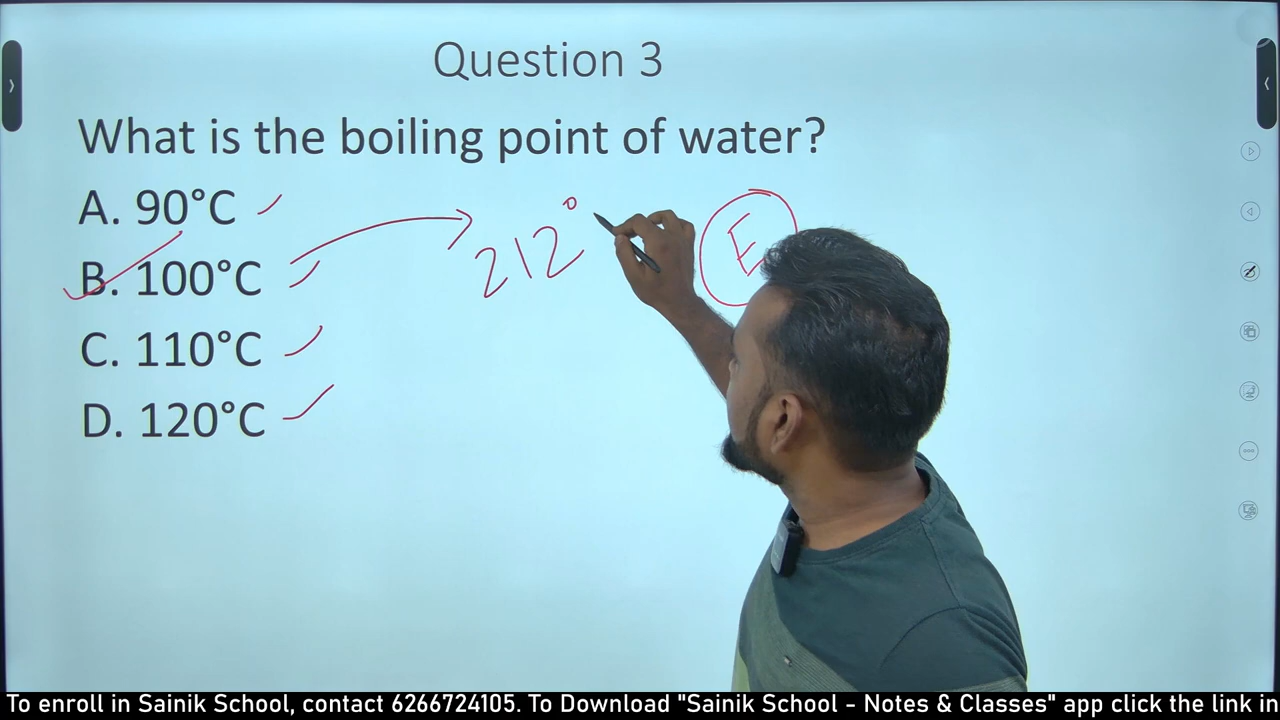 Question 3
What is the boiling point of water?
A. 90°C
B. 100°C
212°
E
C. 110°C
D. 120°C
To enroll in Sainik School, contact 6266724105. To Download "Sainik School - Notes & Classes" app click the link in